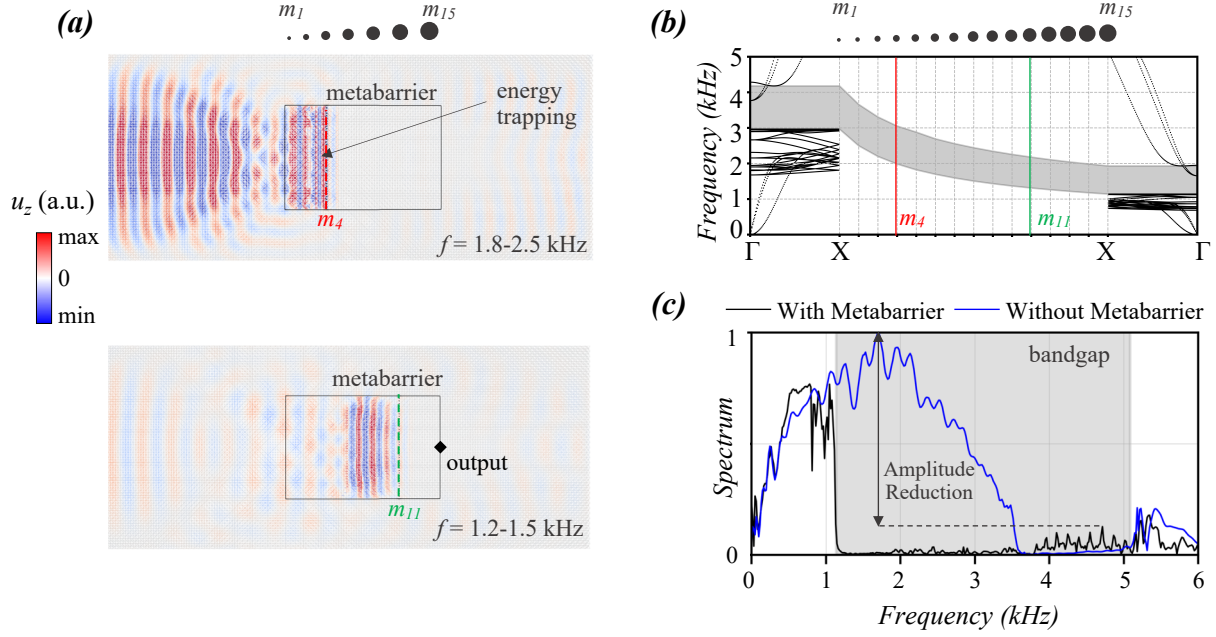 (a)
m1 m15
metabarrier
energy
trapping
m4
f = 1.8-2.5 kHz
uz (a.u.)
max
0
min
metabarrier
output
m11
f = 1.2-1.5 kHz
(b)
m1 m15
Frequency (kHz)
5
4
3
2
1
0
m4 m11
Γ X X Γ
(c)
With Metabarrier Without Metabarrier
Spectrum
1
0
bandgap
Amplitude
Reduction
0 1 2 3 4 5 6
Frequency (kHz)